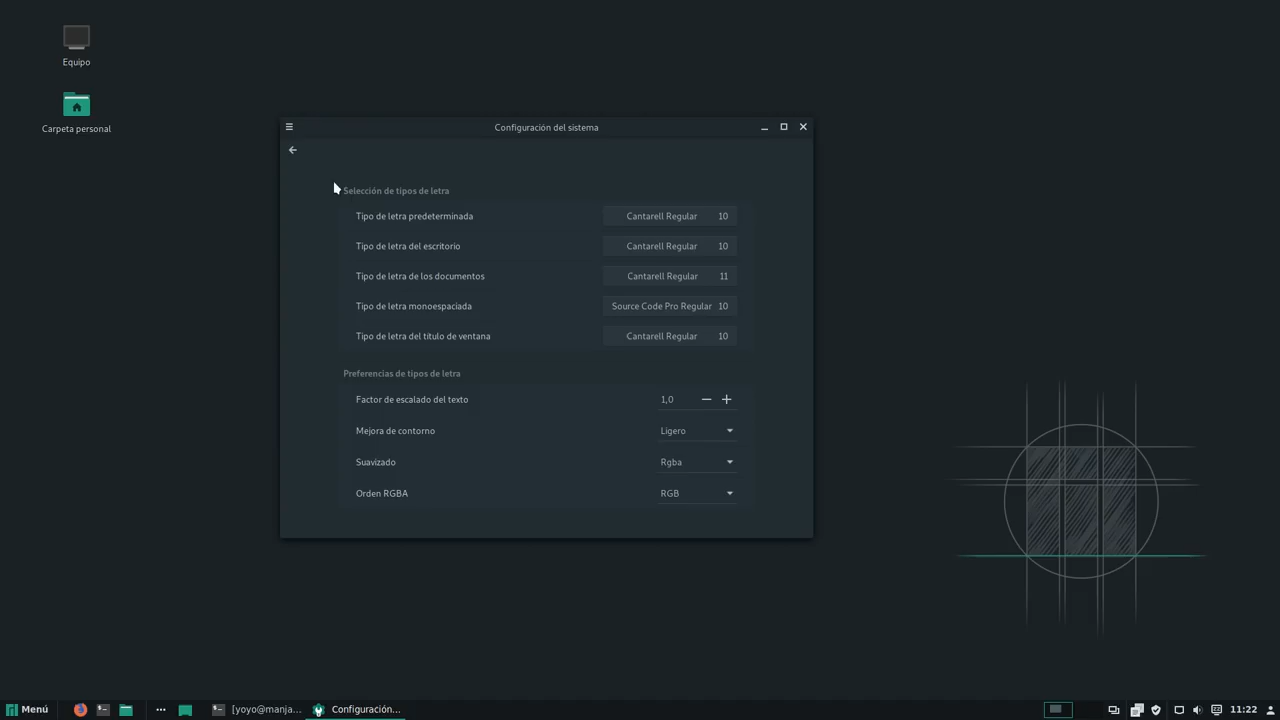 Equipo
Carpeta personal
Configuración del sistema
Selección de tipos de letra
Tipo de letra predeterminada Cantarell Regular 10
Tipo de letra del escritorio Cantarell Regular 10
Tipo de letra de los documentos Cantarell Regular 11
Tipo de letra monoespaciada Source Code Pro Regular 10
Tipo de letra del título de ventana Cantarell Regular 10
Preferencias de tipos de letra
Factor de escalado del texto 1,0
Mejora de contorno Ligero
Suavizado Rgba
Orden RGBA RGB
Menú [yoyo@manja... Configuración... 11:22